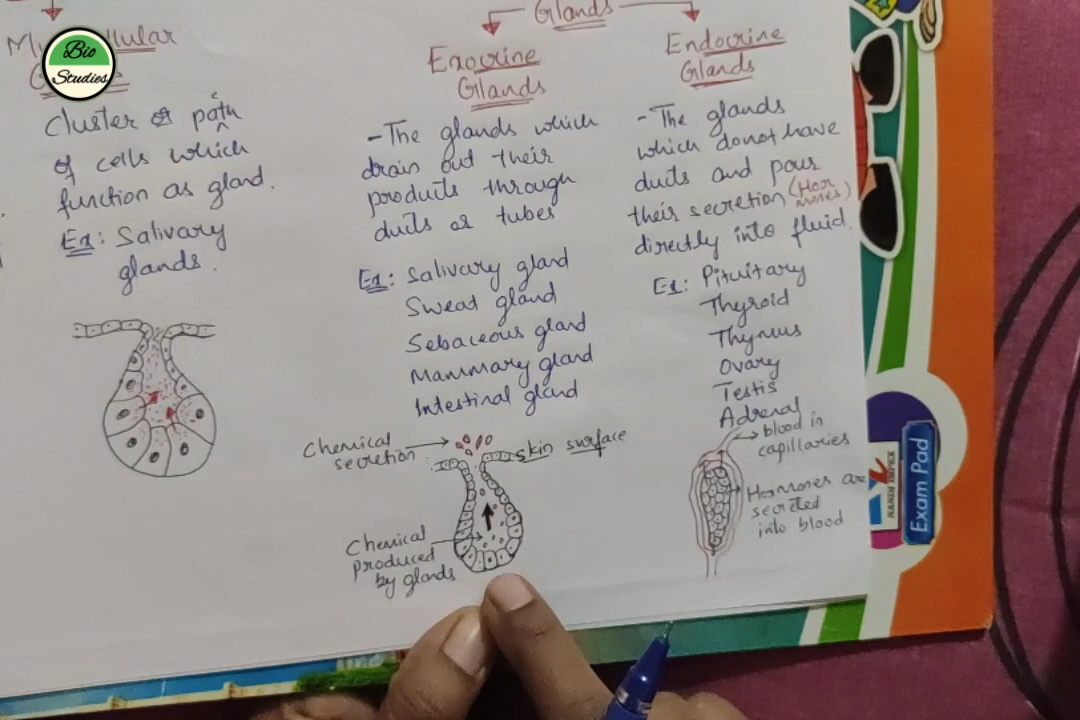 Glands
Bio
Studies
Cluster or patch
of cells which
function as gland.
Ex: Salivary
glands.
Exocrine
Glands
-The glands which
drain out their
products through
ducts or tubes
Ex: Salivary gland
Sweat gland
Sebaceous gland
Mammary gland
Intestinal gland
Chemical
secretion
skin surface
Chemical
produced
by glands
Endocrine
Glands
-The glands
which donot have
ducts and pour
their secretion (Hor
mones)
directly into fluid.
Ex: Pituitary
Thyroid
Thymus
Ovary
Testis
Adrenal
blood in
capillaries
Hormones are
secreted
into blood
Exam Pad